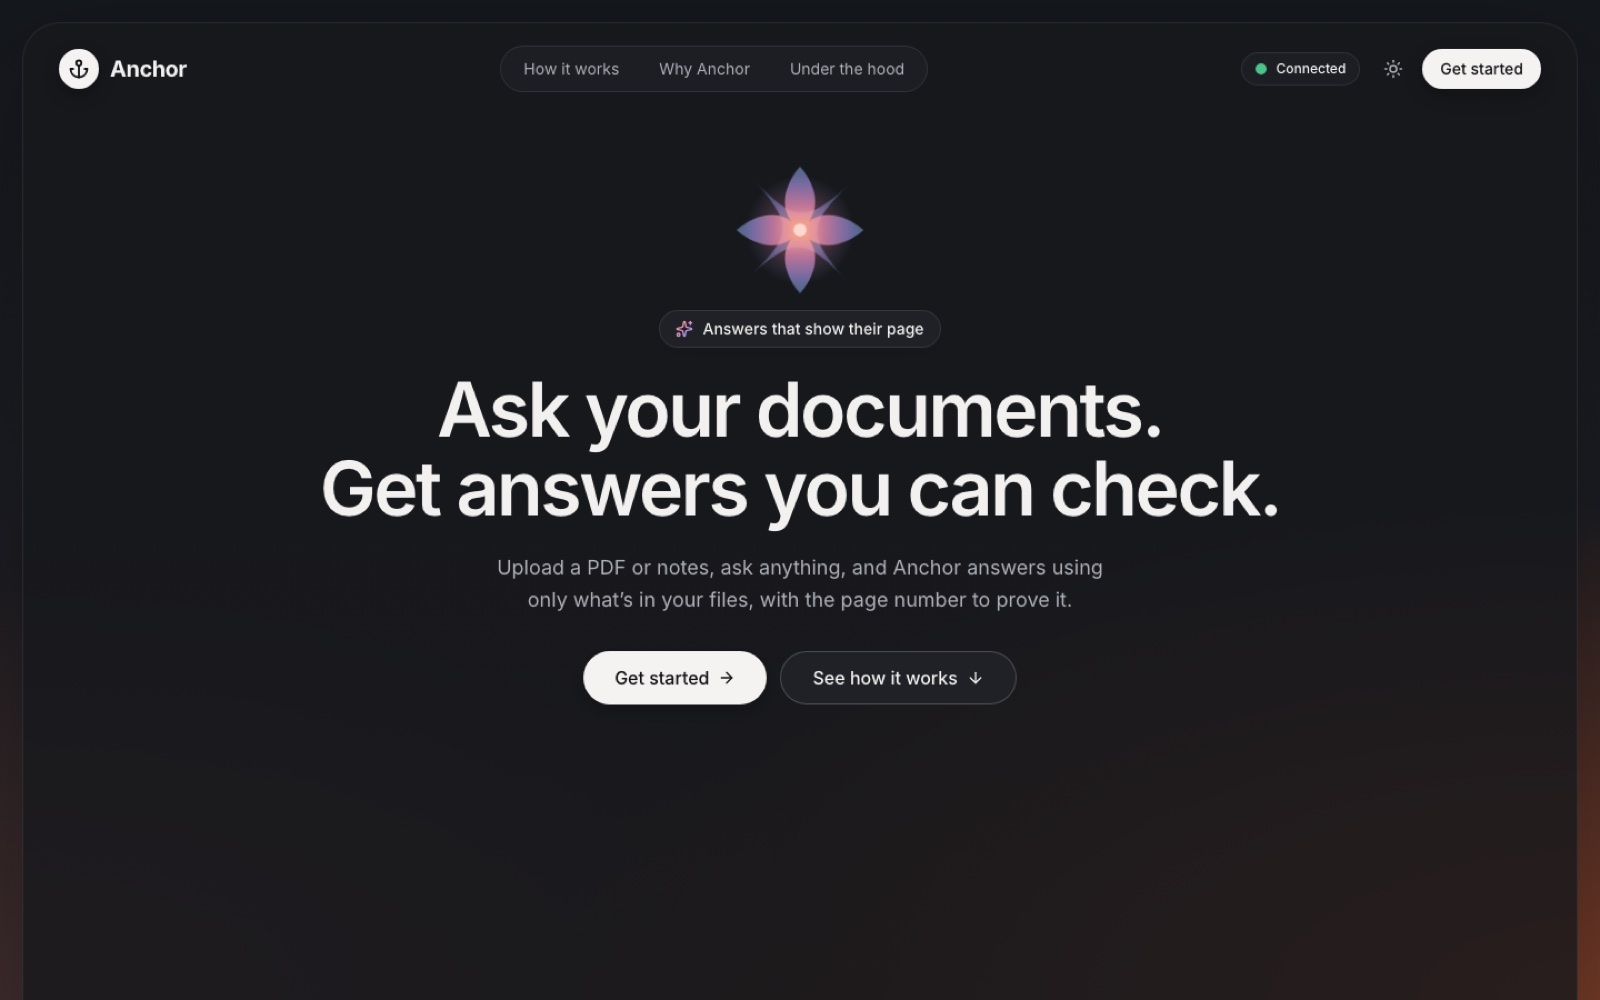 Anchor
How it works
Why Anchor
Under the hood
Connected
Get started
Answers that show their page
Ask your documents.
Get answers you can check.
Upload a PDF or notes, ask anything, and Anchor answers using
only what’s in your files, with the page number to prove it.
Get started →
See how it works ↓